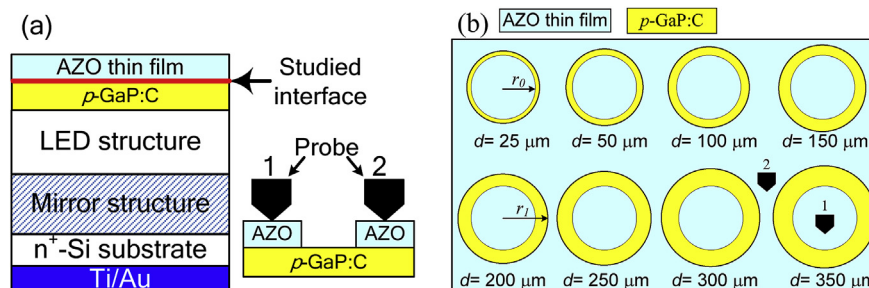 (a)
AZO thin film
p-GaP:C
LED structure
Mirror structure
n⁺-Si substrate
Ti/Au
Studied
interface
Probe
1 2
AZO AZO
p-GaP:C
(b) AZO thin film p-GaP:C
r₀
d= 25 μm d= 50 μm d= 100 μm d= 150 μm
2
1
r₁
d= 200 μm d= 250 μm d= 300 μm d= 350 μm